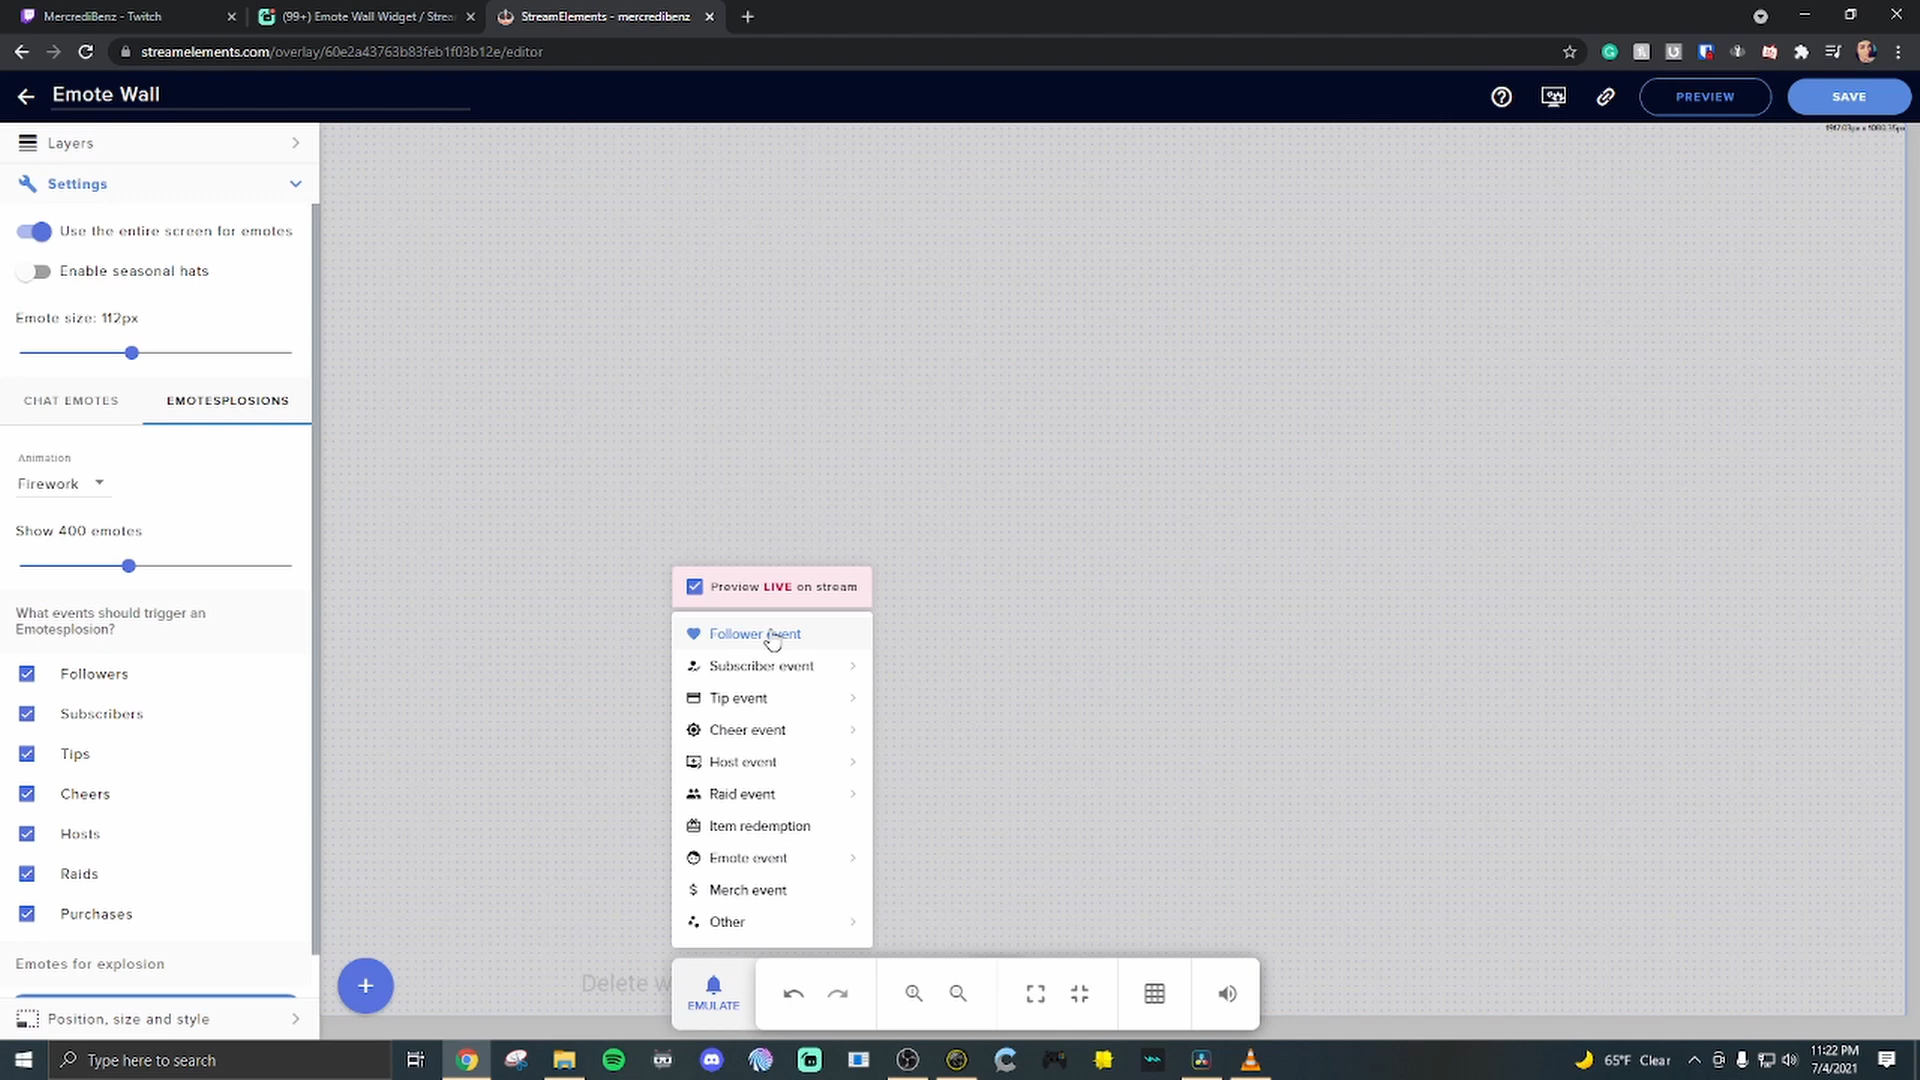 MercrediBenz - Twitch
(99+) Emote Wall Widget / Strea
StreamElements - mercredibenz
streamelements.com/overlay/60e2a43763b83feb1f03b12e/editor
Emote Wall
PREVIEW
SAVE
Layers
Settings
Use the entire screen for emotes
Enable seasonal hats
Emote size: 112px
CHAT EMOTES
EMOTESPLOSIONS
Animation
Firework
Show 400 emotes
What events should trigger an
Emotesplosion?
Followers
Subscribers
Tips
Cheers
Hosts
Raids
Purchases
Emotes for explosion
Position, size and style
Preview LIVE on stream
Follower event
Subscriber event
Tip event
Cheer event
Host event
Raid event
Item redemption
Emote event
Merch event
Other
Delete w
EMULATE
Type here to search
65°F Clear
11:22 PM
7/4/2021